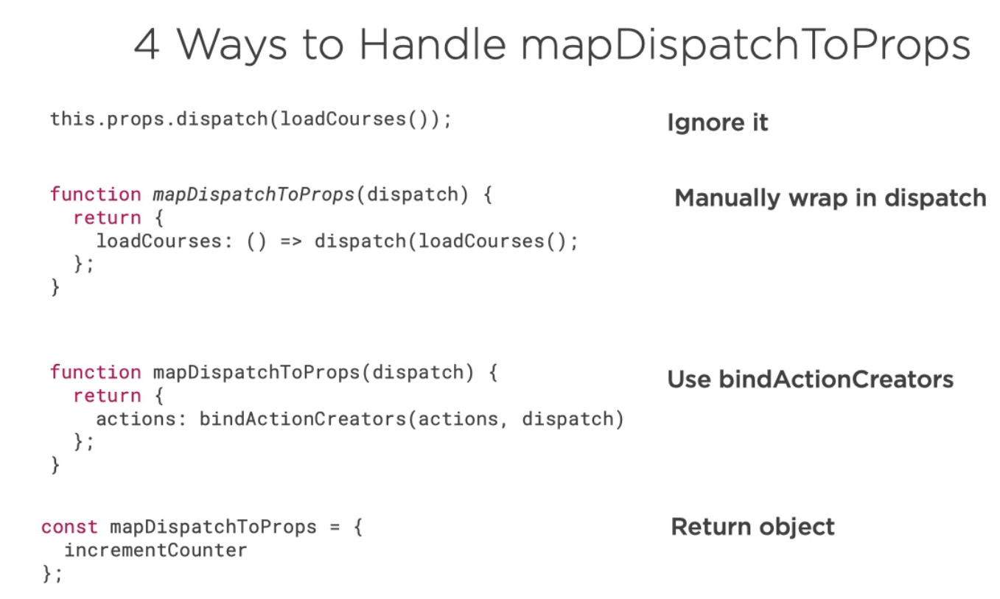 4 Ways to Handle mapDispatchToProps
this.props.dispatch(loadCourses());
Ignore it
function mapDispatchToProps(dispatch) {
  return {
    loadCourses: () => dispatch(loadCourses();
  };
}
Manually wrap in dispatch
function mapDispatchToProps(dispatch) {
  return {
    actions: bindActionCreators(actions, dispatch)
  };
}
Use bindActionCreators
const mapDispatchToProps = {
  incrementCounter
};
Return object